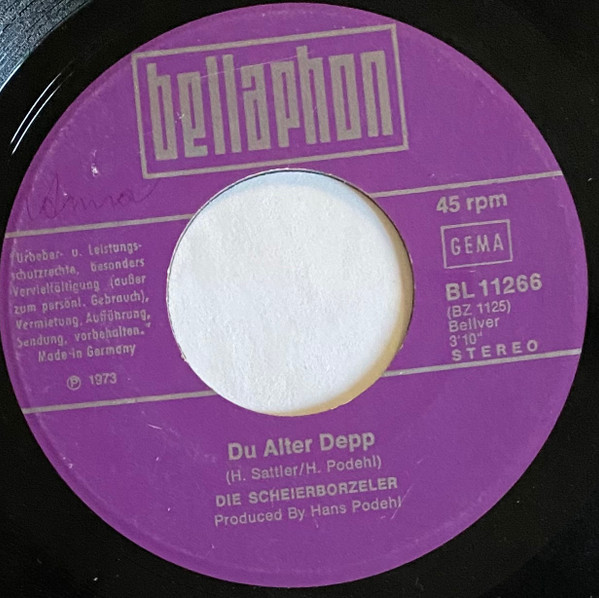 bellaphon
45 rpm
GEMA
BL 11266
(BZ 1125)
Bellver
3'10"
STEREO
"Urheber- u. Leistungs-
schutzrechte, besonders
Vervielfältigung (außer
zum persönl. Gebrauch),
Vermietung, Aufführung,
Sendung, vorbehalten."
Made in Germany
℗ 1973
Du Alter Depp
(H. Sattler/H. Podehl)
DIE SCHEIERBORZELER
Produced By Hans Podehl